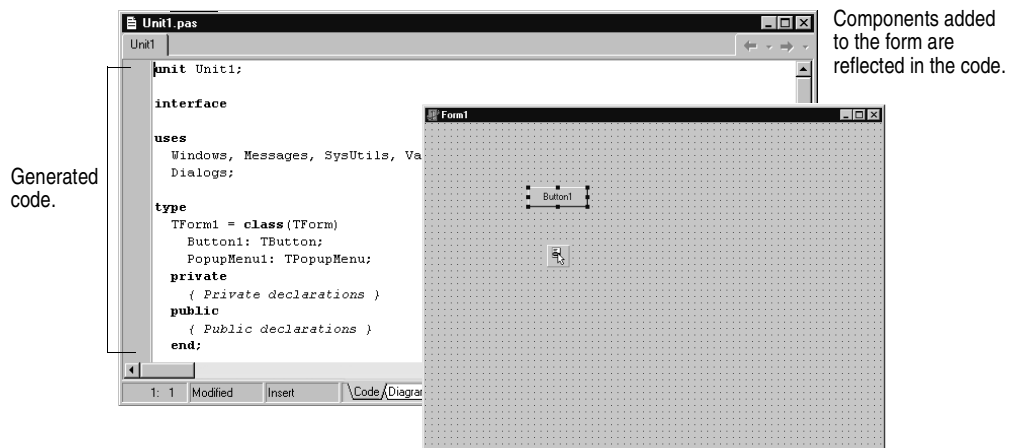 Unit1.pas
Unit1
unit Unit1;
interface
uses
Windows, Messages, SysUtils, Va
Dialogs;
type
TForm1 = class(TForm)
Button1: TButton;
PopupMenu1: TPopupMenu;
private
{ Private declarations }
public
{ Public declarations }
end;
1: 1 Modified Insert Code Diagra
Form1
Button1
Generated
code.
Components added
to the form are
reflected in the code.